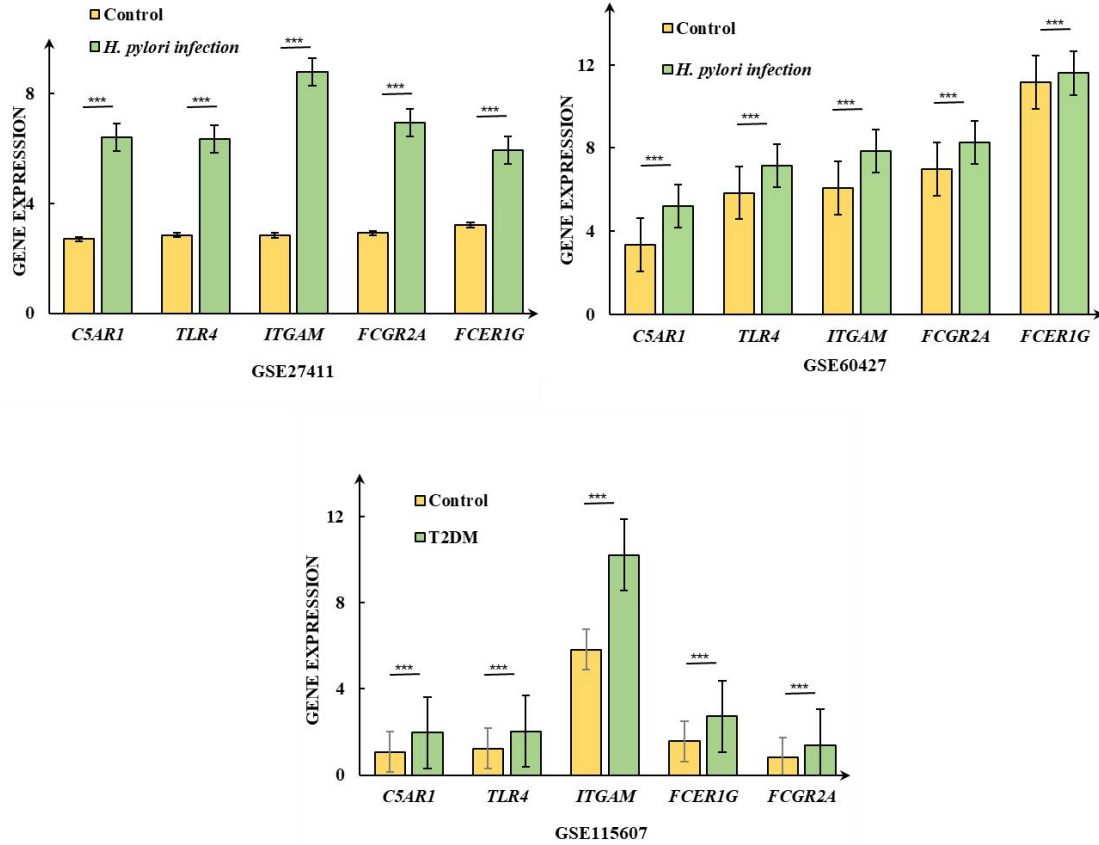 Control
H. pylori infection
GENE EXPRESSION
8
4
0
*** *** *** *** ***
C5AR1 TLR4 ITGAM FCGR2A FCER1G
GSE27411
Control
H. pylori infection
GENE EXPRESSION
12
8
4
0
*** *** *** *** ***
C5AR1 TLR4 ITGAM FCGR2A FCER1G
GSE60427
Control
T2DM
GENE EXPRESSION
12
8
4
0
*** *** *** *** ***
C5AR1 TLR4 ITGAM FCER1G FCGR2A
GSE115607